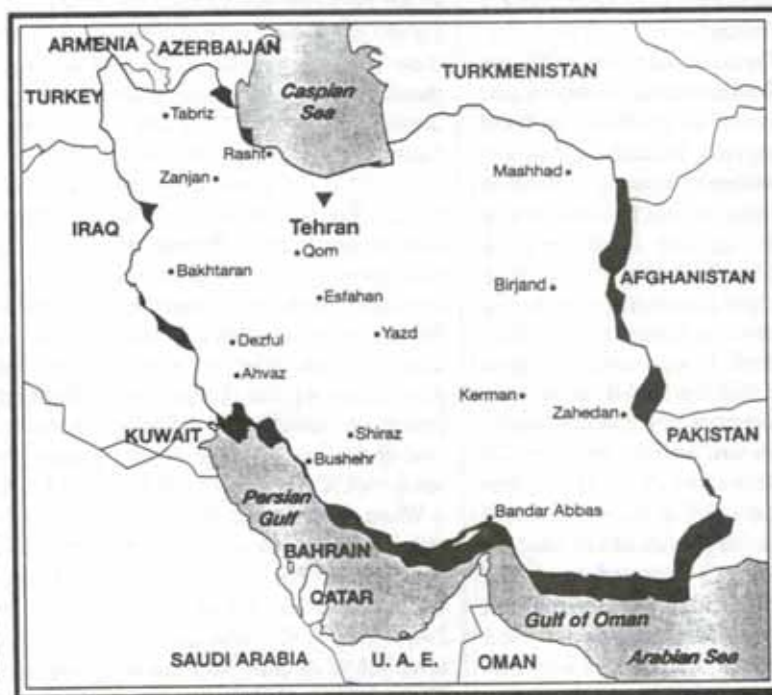 ARMENIA
AZERBAIJAN
TURKMENISTAN
TURKEY
Caspian
Sea
Tabriz
Rasht
Zanjan
Mashhad
Tehran
IRAQ
Qom
Bakhtaran
Birjand
AFGHANISTAN
Esfahan
Yazd
Dezful
Ahvaz
Kerman
Zahedan
KUWAIT
Shiraz
PAKISTAN
Bushehr
Persian
Gulf
Bandar Abbas
BAHRAIN
QATAR
Gulf of Oman
SAUDI ARABIA
U. A. E.
OMAN
Arabian Sea